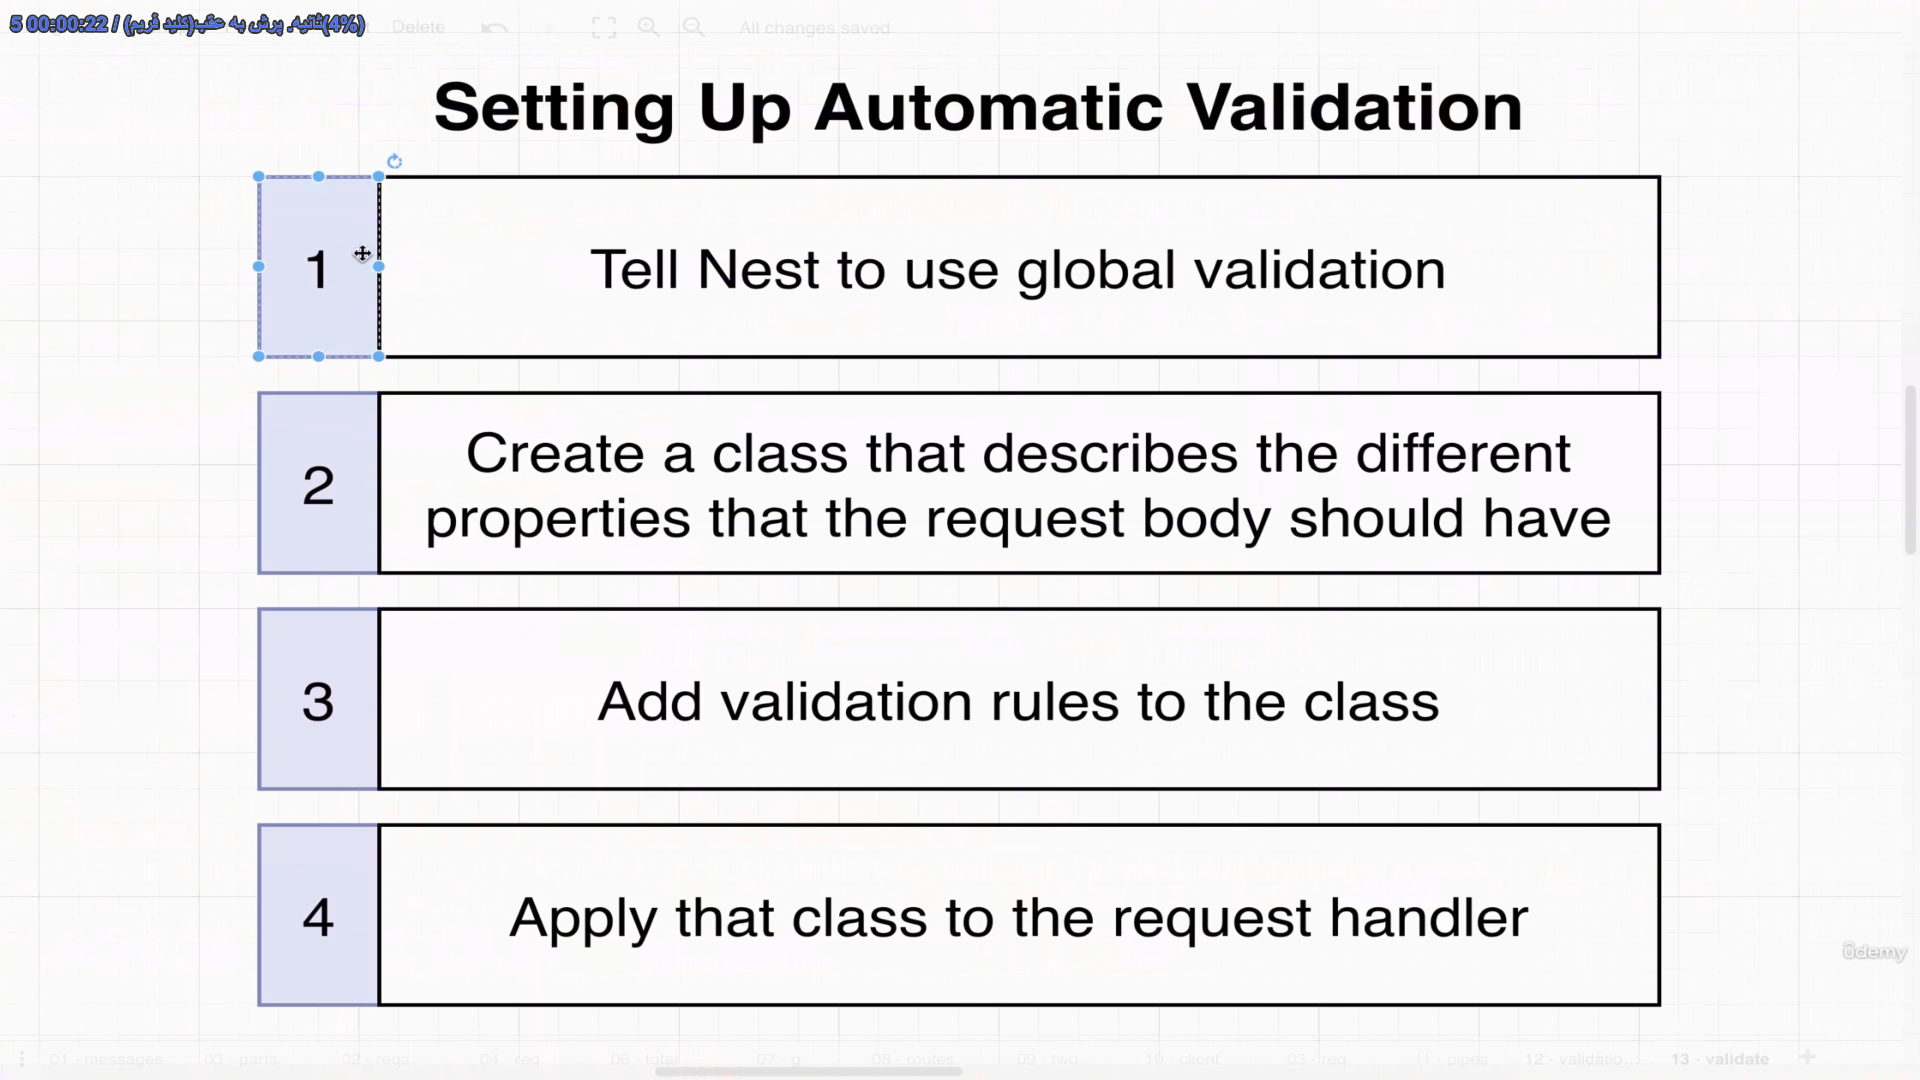 5 00:00:22 / ثانیه. پرش به عقب(کلید فریم) (4%)
Delete
All changes saved
Setting Up Automatic Validation
1
Tell Nest to use global validation
2
Create a class that describes the different
properties that the request body should have
3
Add validation rules to the class
4
Apply that class to the request handler
ûdemy
01 - messages 03 - parts 02 - reqs 04 - req 06 - total 07 - g 08 - routes 09 - two 10 - client 03 - req 11 - pipes 12 - validatio... 13 - validate